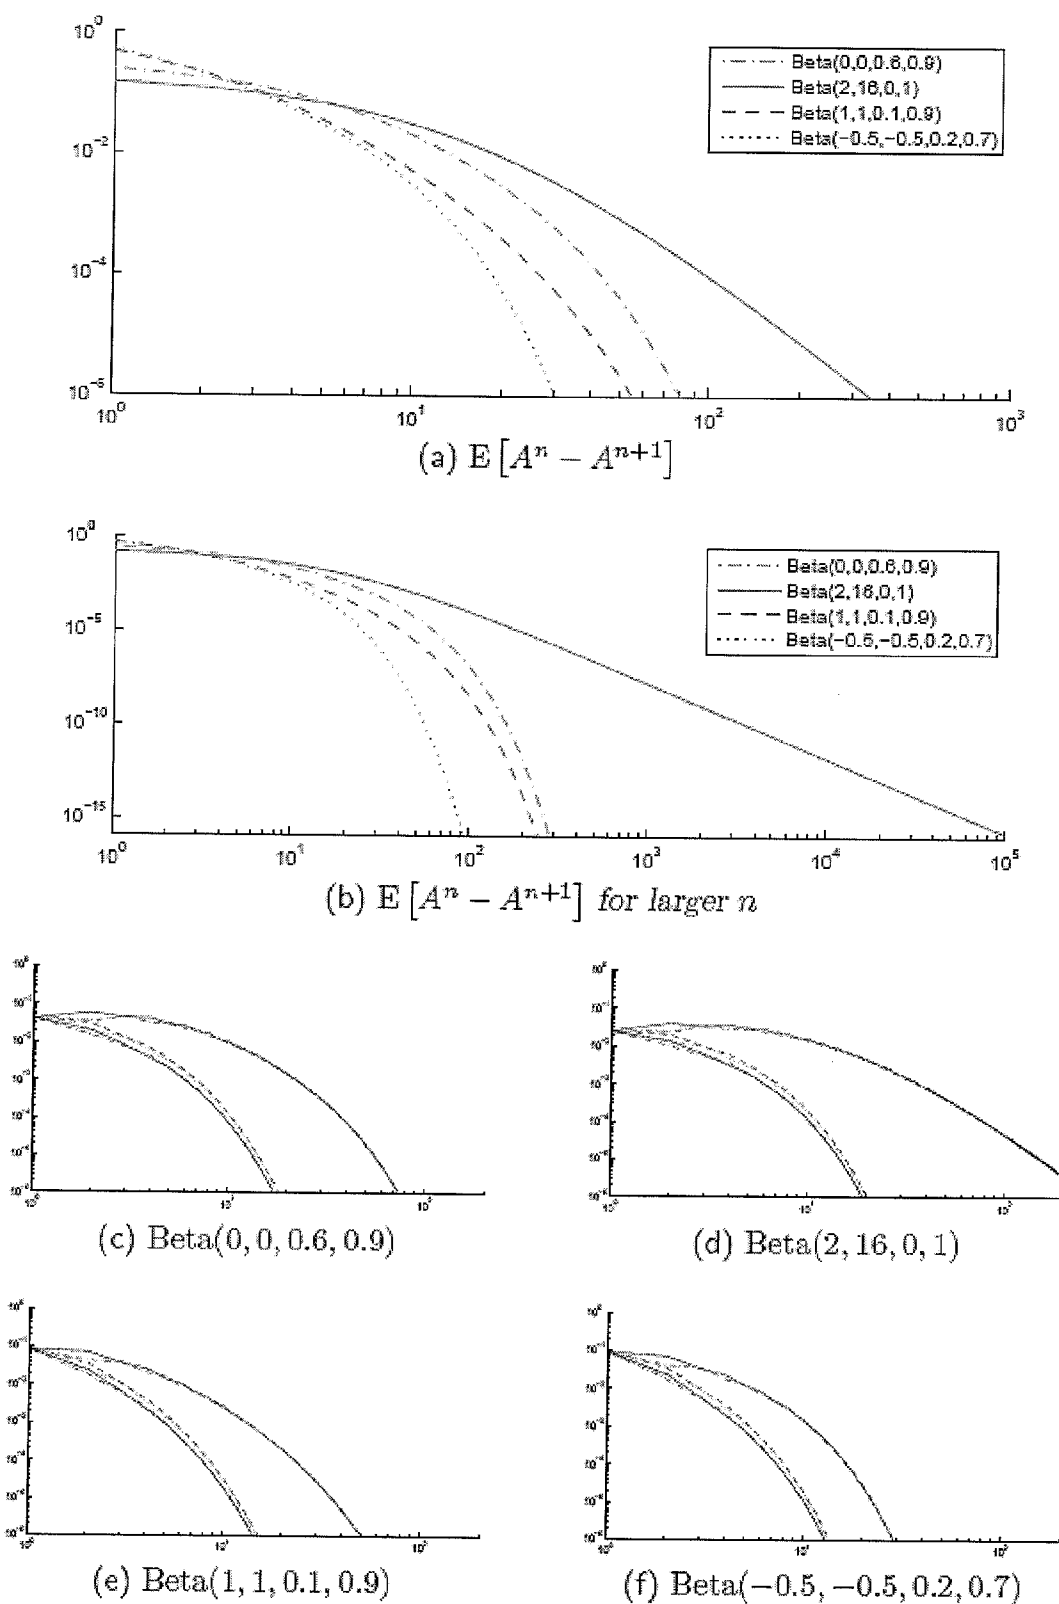 10^0
10^-2
10^-4
10^-6
10^0 10^1 10^2 10^3
Beta(0,0,0.6,0.9)
Beta(2,16,0,1)
Beta(1,1,0.1,0.9)
Beta(−0.5,−0.5,0.2,0.7)
(a) E [A^n − A^{n+1}]
10^0
10^-5
10^-10
10^-15
10^0 10^1 10^2 10^3 10^4 10^5
Beta(0,0,0.6,0.9)
Beta(2,16,0,1)
Beta(1,1,0.1,0.9)
Beta(−0.5,−0.5,0.2,0.7)
(b) E [A^n − A^{n+1}] for larger n
(c) Beta(0, 0, 0.6, 0.9)
(d) Beta(2, 16, 0, 1)
(e) Beta(1, 1, 0.1, 0.9)
(f) Beta(−0.5, −0.5, 0.2, 0.7)